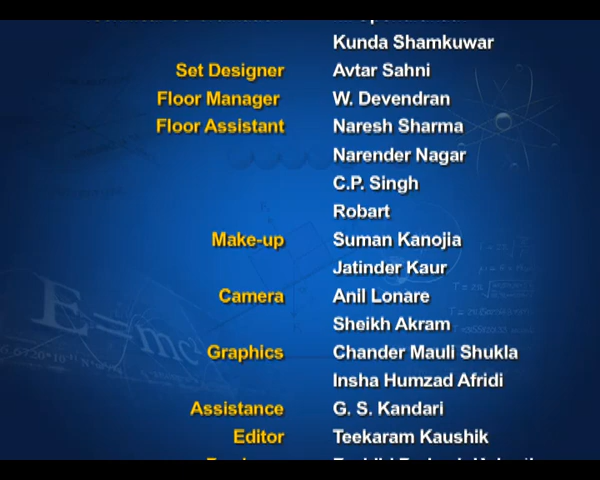 Kunda Shamkuwar
Set Designer Avtar Sahni
Floor Manager W. Devendran
Floor Assistant Naresh Sharma
Narender Nagar
C.P. Singh
Robart
Make-up Suman Kanojia
Jatinder Kaur
Camera Anil Lonare
Sheikh Akram
Graphics Chander Mauli Shukla
Insha Humzad Afridi
Assistance G. S. Kandari
Editor Teekaram Kaushik
E=mc²